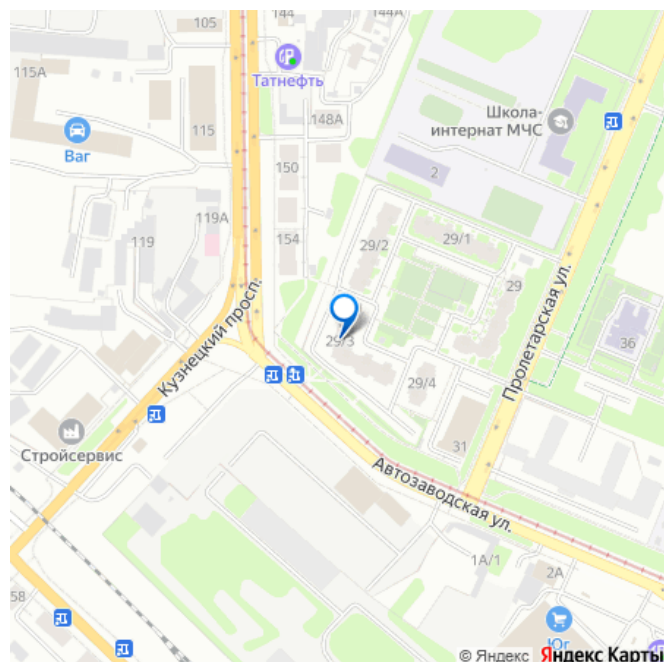 105
144
144А
Татнефть
115А
115
148А
Школа-
интернат МЧС
Ваг
150
2
119А
119
154
29/2
29/1
29
Кузнецкий просп.
29/3
29/4
36
Пролетарская ул.
31
Стройсервис
Автозаводская ул.
1А/1
2А
58
Юг
© Яндекс Яндекс Карты